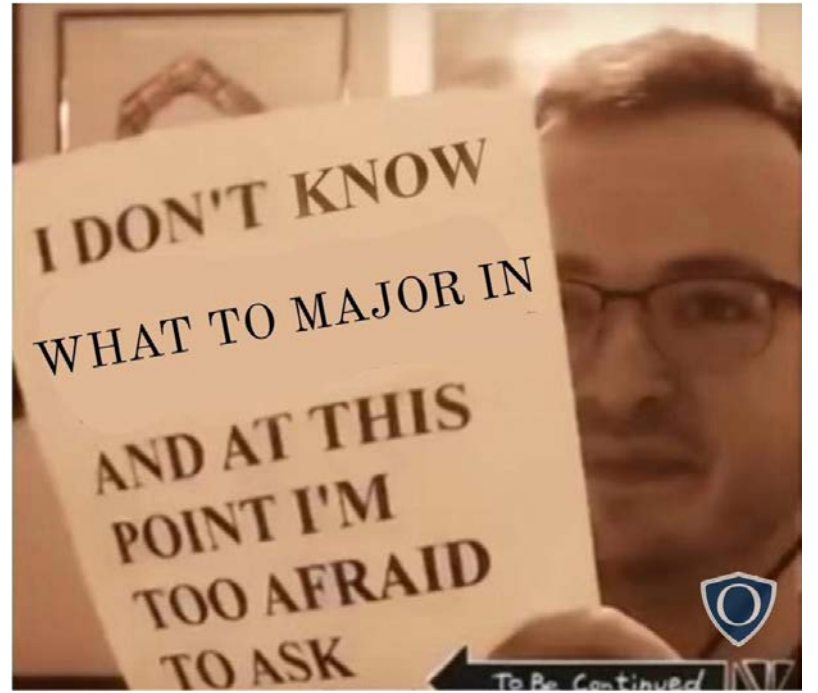 I DON'T KNOW
WHAT TO MAJOR IN
AND AT THIS
POINT I'M
TOO AFRAID
TO ASK
O
To Be Continued